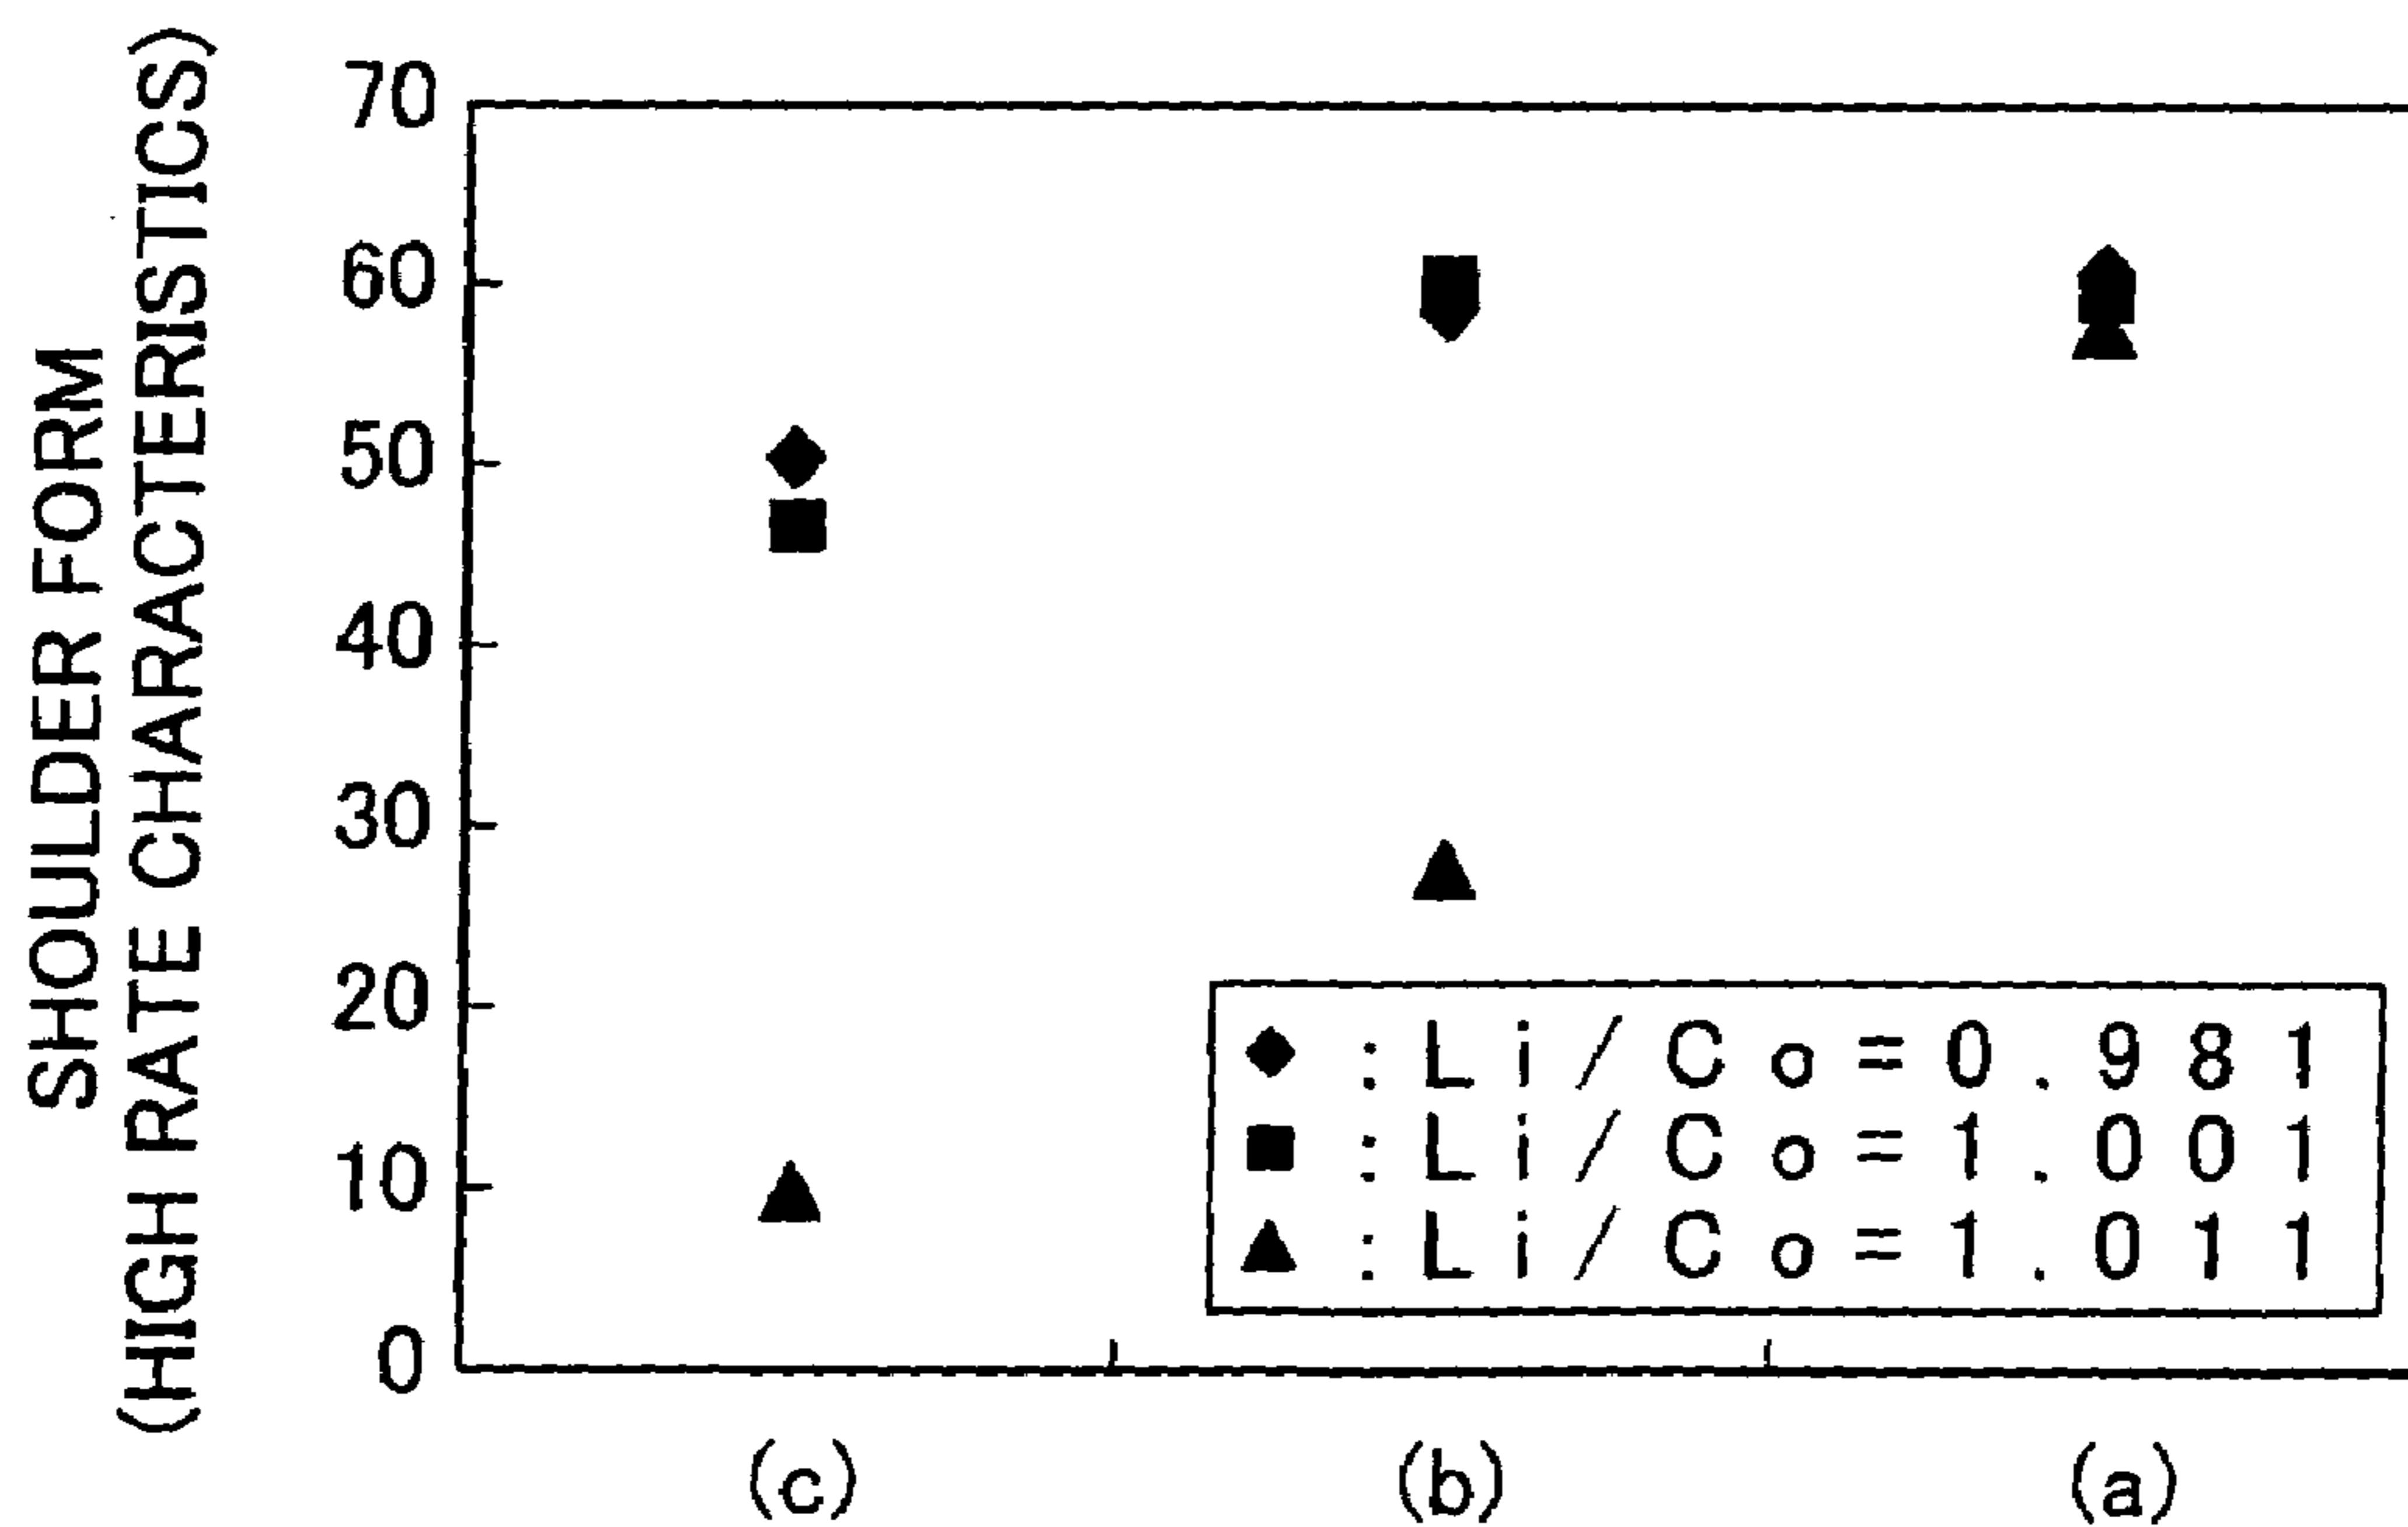 SHOULDER FORM
(HIGH RATE CHARACTERISTICS)
70
60
50
40
30
20
10
0
◆ : Li/Co=0.981
■ : Li/Co=1.001
▲ : Li/Co=1.011
(c) (b) (a)